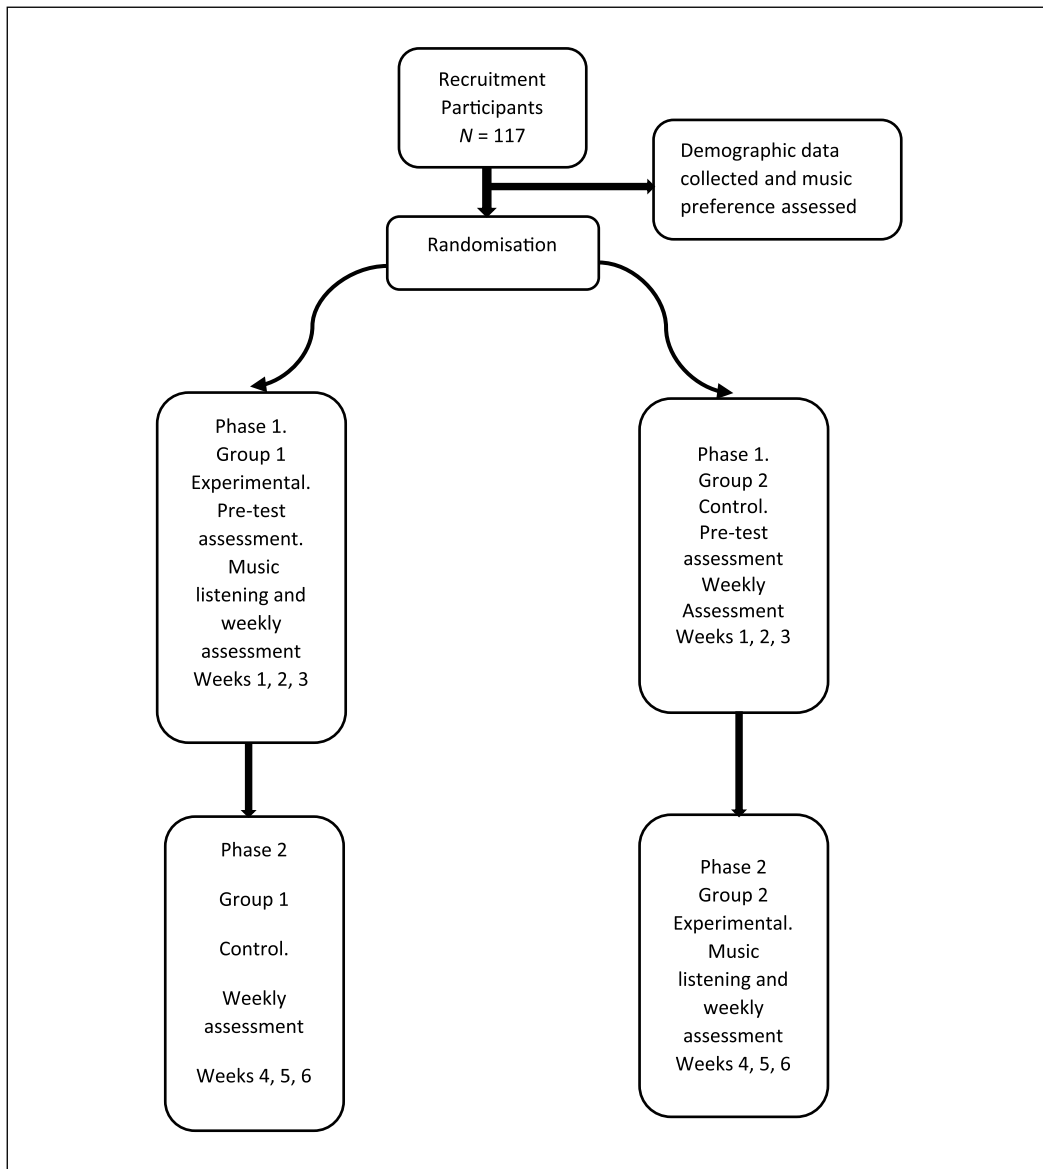 Recruitment
Participants
N = 117
Demographic data
collected and music
preference assessed
Randomisation
Phase 1.
Group 1
Experimental.
Pre-test
assessment.
Music
listening and
weekly
assessment
Weeks 1, 2, 3
Phase 1.
Group 2
Control.
Pre-test
assessment
Weekly
Assessment
Weeks 1, 2, 3
Phase 2
Group 1
Control.
Weekly
assessment
Weeks 4, 5, 6
Phase 2
Group 2
Experimental.
Music
listening and
weekly
assessment
Weeks 4, 5, 6